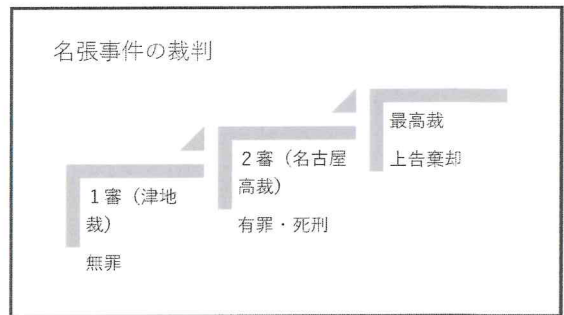 名張事件の裁判
1審（津地
裁）
無罪
2審（名古屋
高裁）
有罪・死刑
最高裁
上告棄却